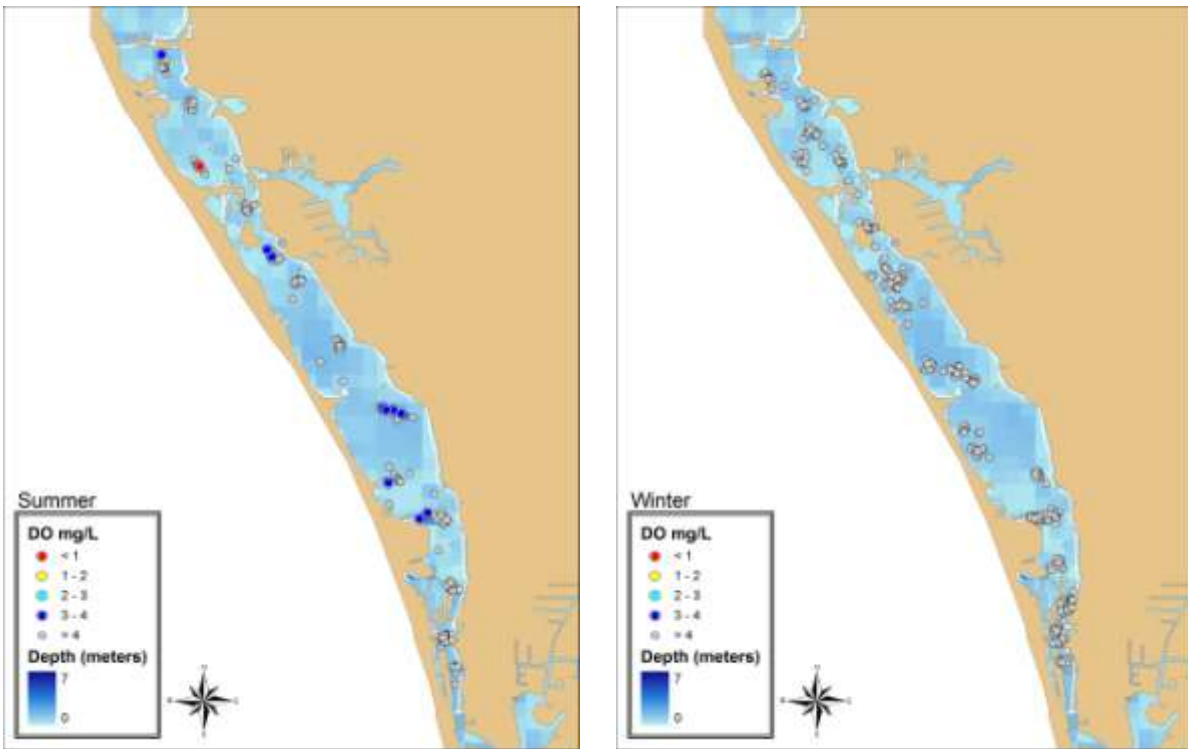 Summer
DO mg/L
< 1
1 - 2
2 - 3
3 - 4
> 4
Depth (meters)
7
0
Winter
DO mg/L
< 1
1 - 2
2 - 3
3 - 4
> 4
Depth (meters)
7
0